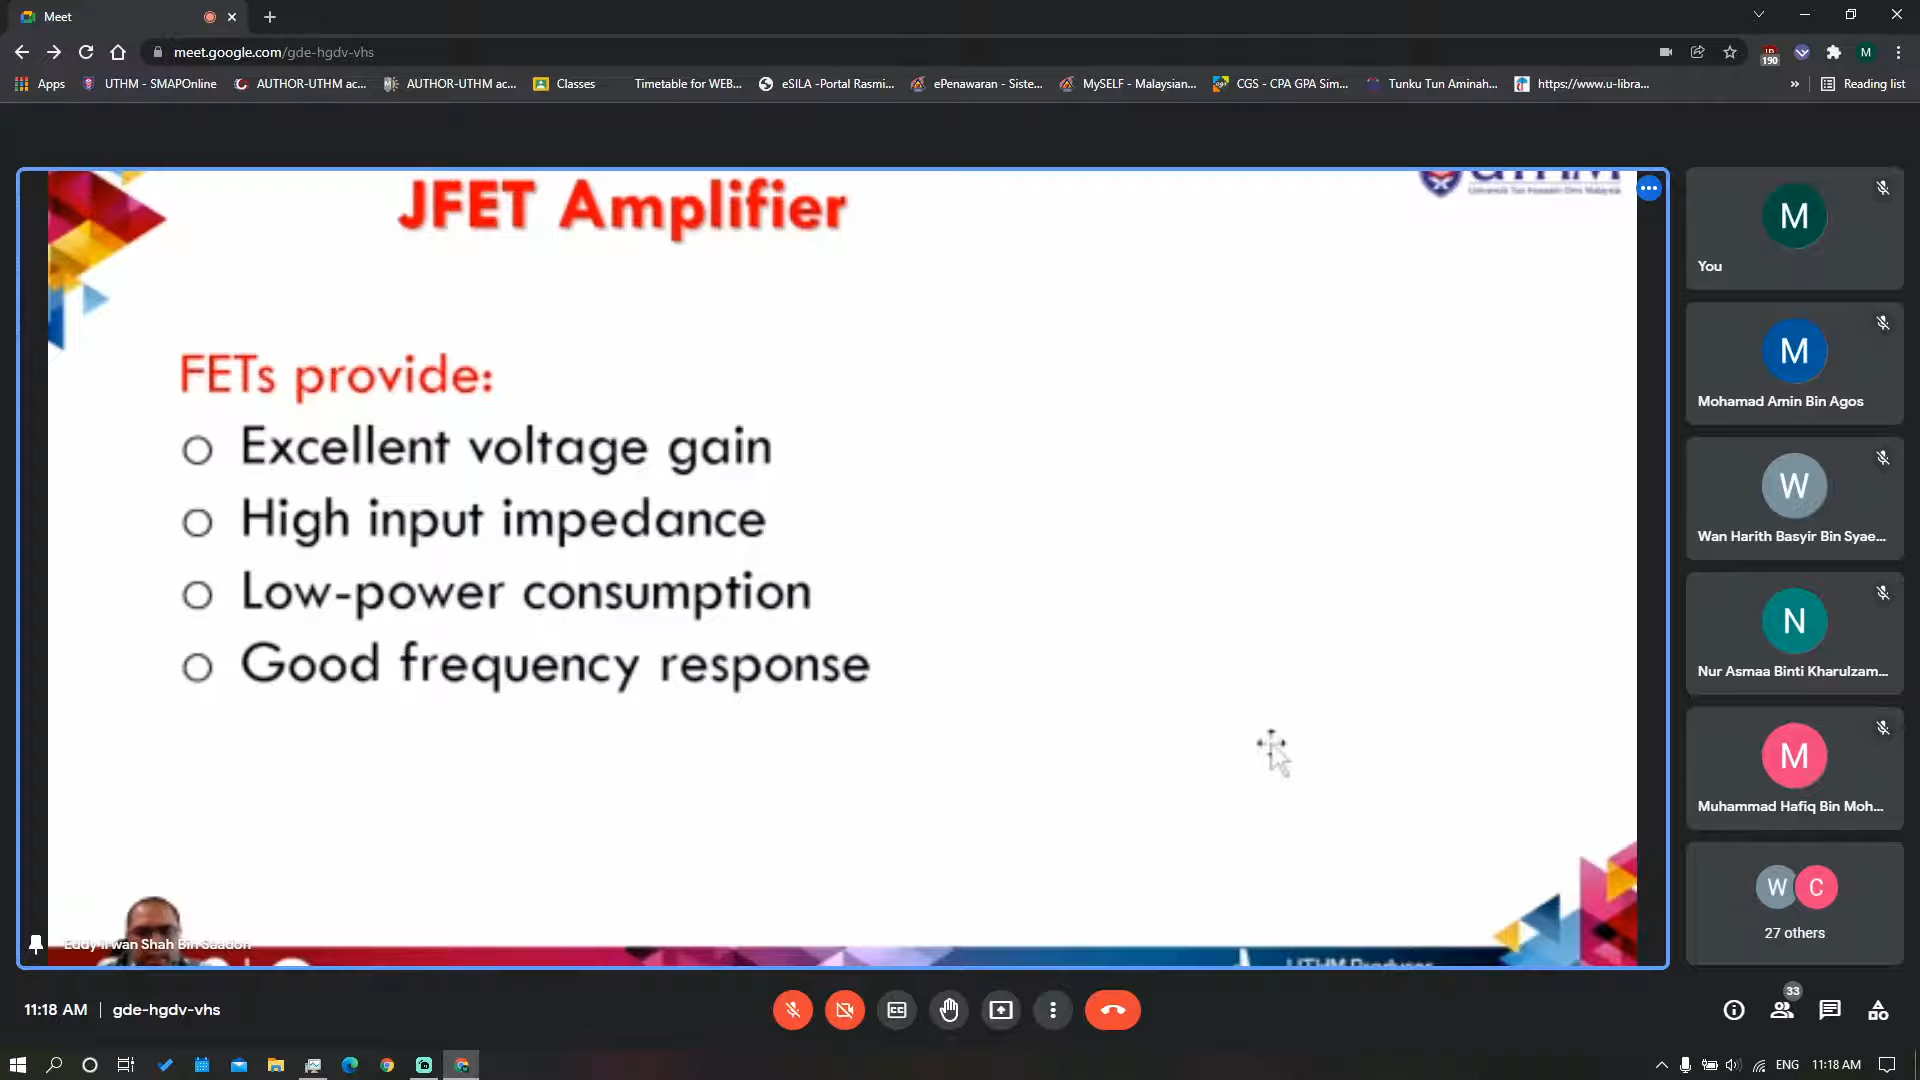 Meet
meet.google.com/gde-hgdv-vhs
190
M
Apps
UTHM - SMAPOnline
AUTHOR-UTHM ac...
AUTHOR-UTHM ac...
Classes
Timetable for WEB...
eSILA -Portal Rasmi...
ePenawaran - Siste...
MySELF - Malaysian...
CGS - CPA GPA Sim...
Tunku Tun Aminah...
https://www.u-libra...
»
Reading list
JFET Amplifier
FETs provide:
Excellent voltage gain
High input impedance
Low-power consumption
Good frequency response
Eddy Irwan Shah Bin Saadon
M
You
M
Mohamad Amin Bin Agos
W
Wan Harith Basyir Bin Syae...
N
Nur Asmaa Binti Kharulzam...
M
Muhammad Hafiq Bin Moh...
W C
27 others
11:18 AM | gde-hgdv-vhs
33
ENG
11:18 AM